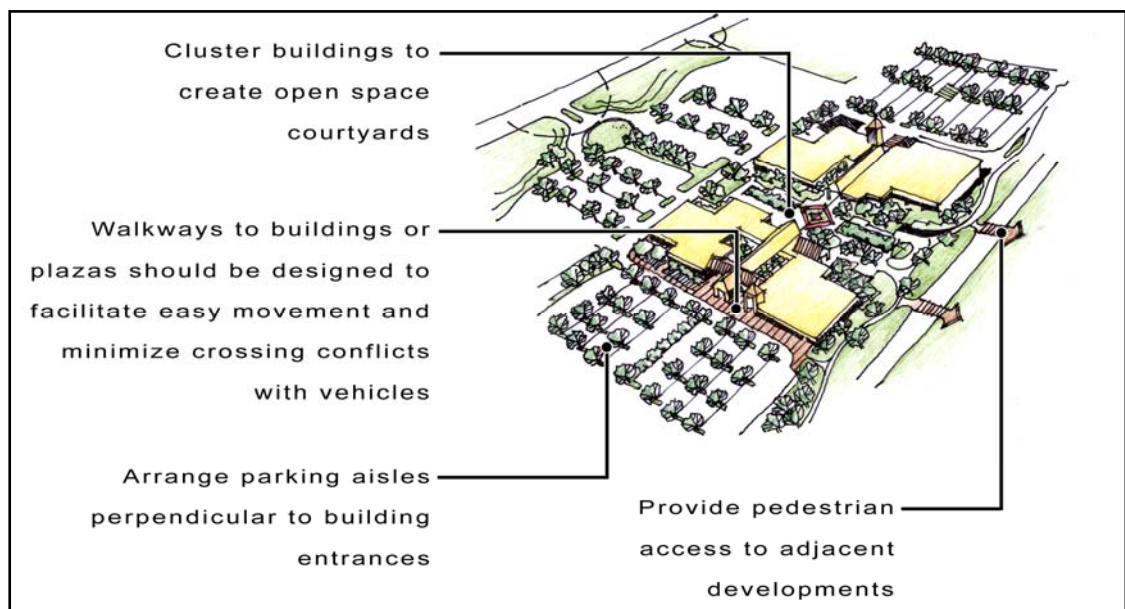 Cluster buildings to
create open space
courtyards
Walkways to buildings or
plazas should be designed to
facilitate easy movement and
minimize crossing conflicts
with vehicles
Arrange parking aisles
perpendicular to building
entrances
Provide pedestrian
access to adjacent
developments